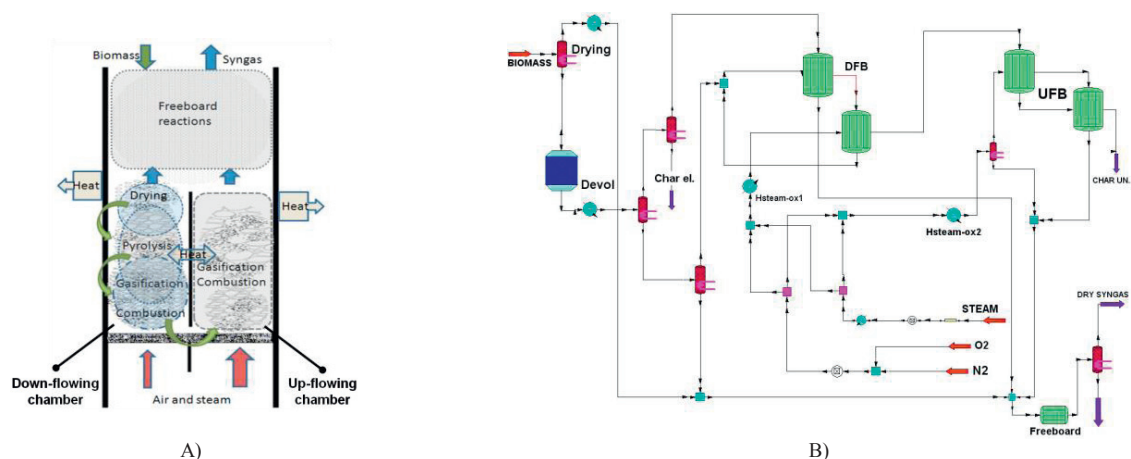 Biomass
Syngas
Freeboard
reactions
Heat
Drying
Heat
Pyrolysis
Heat
Gasification
Combustion
Gasification
Combustion
Down-flowing
chamber
Up-flowing
chamber
Air and steam
A)
BIOMASS
Drying
Devol
Char el.
DFB
UFB
CHAR UN.
Hsteam-ox1
Hsteam-ox2
STEAM
O2
N2
DRY SYNGAS
Freeboard
B)